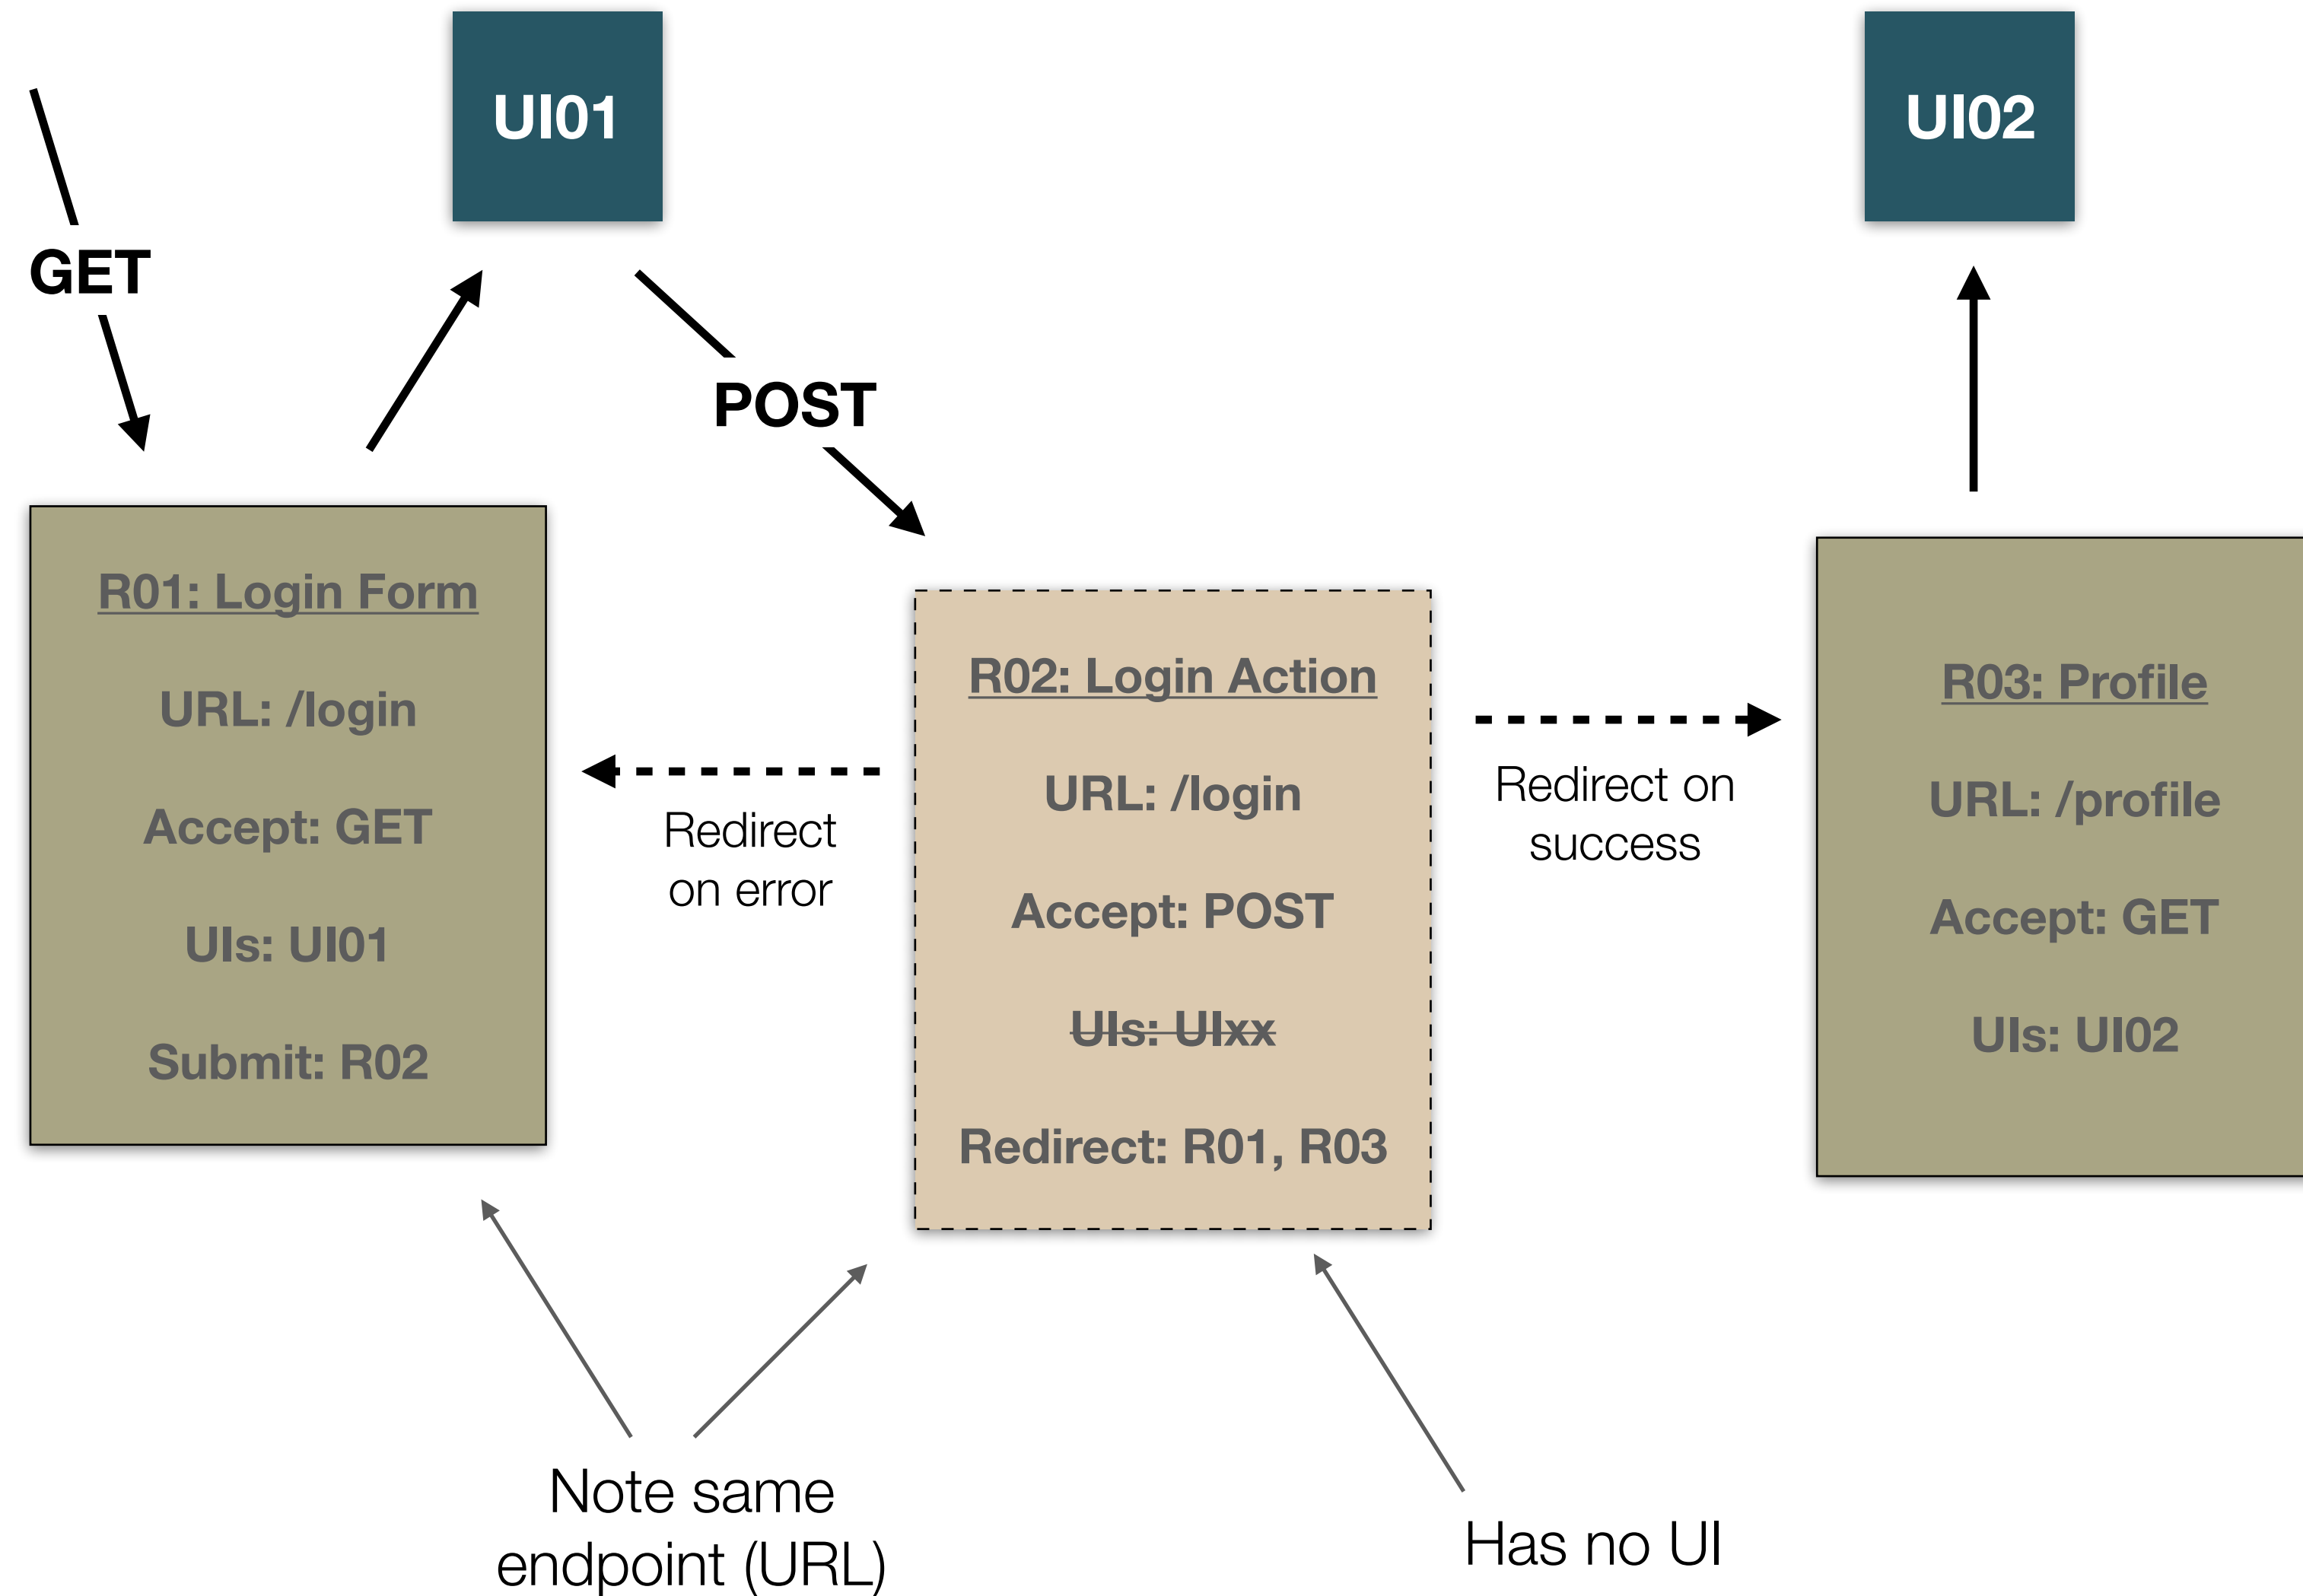 UI01
UI02
GET
POST
R01: Login Form
URL: /login
Accept: GET
UIs: UI01
Submit: R02
Redirect
on error
R02: Login Action
URL: /login
Accept: POST
UIs: UIxx
Redirect: R01, R03
Redirect on
success
R03: Profile
URL: /profile
Accept: GET
UIs: UI02
Note same
endpoint (URL)
Has no UI